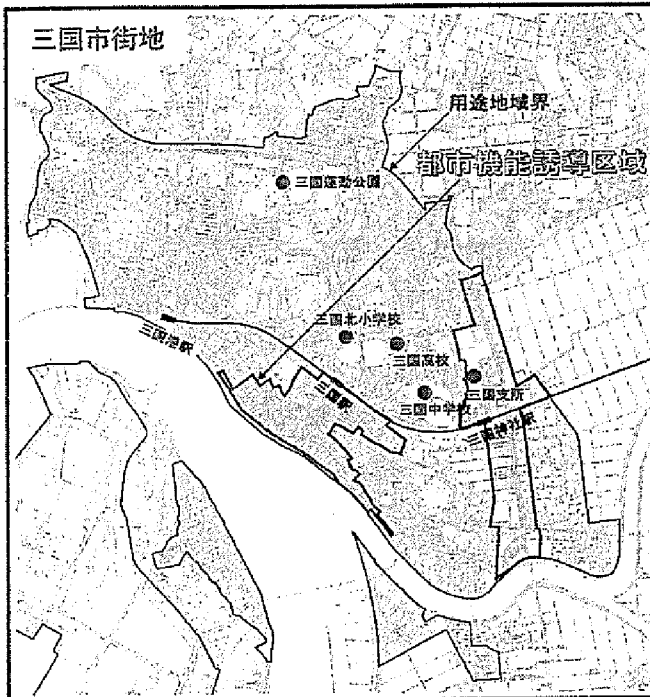 三国市街地
用途地域界
都市機能誘導区域
三国運動公園
三国北小学校
三国港駅
三国高校
三国駅
三国支所
三国中学校
三国神社駅